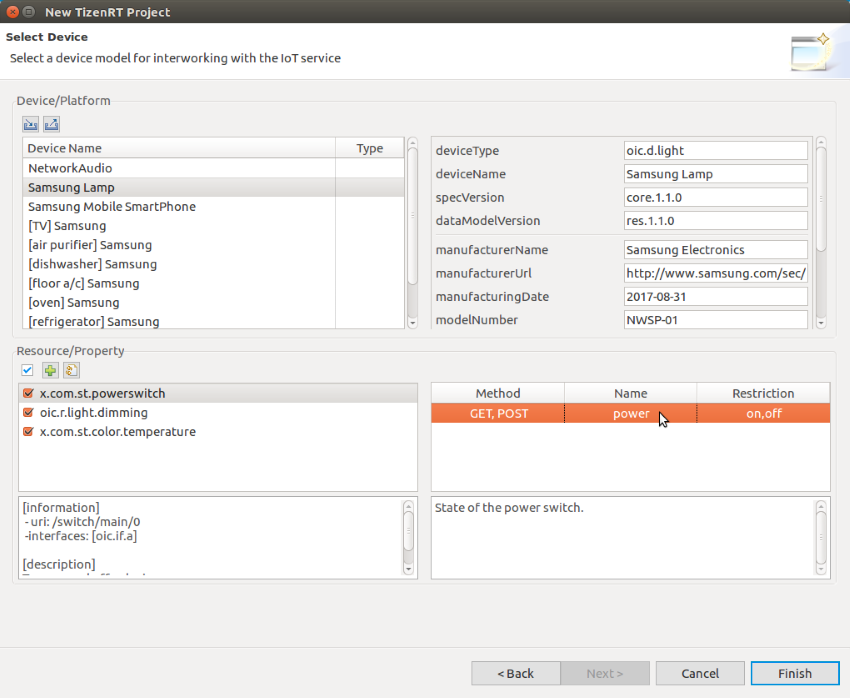 New TizenRT Project
Select Device
Select a device model for interworking with the IoT service
Device/Platform
Device Name Type
NetworkAudio
Samsung Lamp
Samsung Mobile SmartPhone
[TV] Samsung
[air purifier] Samsung
[dishwasher] Samsung
[floor a/c] Samsung
[oven] Samsung
[refrigerator] Samsung
deviceType oic.d.light
deviceName Samsung Lamp
specVersion core.1.1.0
dataModelVersion res.1.1.0
manufacturerName Samsung Electronics
manufacturerUrl http://www.samsung.com/sec/
manufacturingDate 2017-08-31
modelNumber NWSP-01
Resource/Property
x.com.st.powerswitch
oic.r.light.dimming
x.com.st.color.temperature
Method Name Restriction
GET, POST power on,off
[information]
- uri: /switch/main/0
-interfaces: [oic.if.a]
[description]
State of the power switch.
< Back Next > Cancel Finish